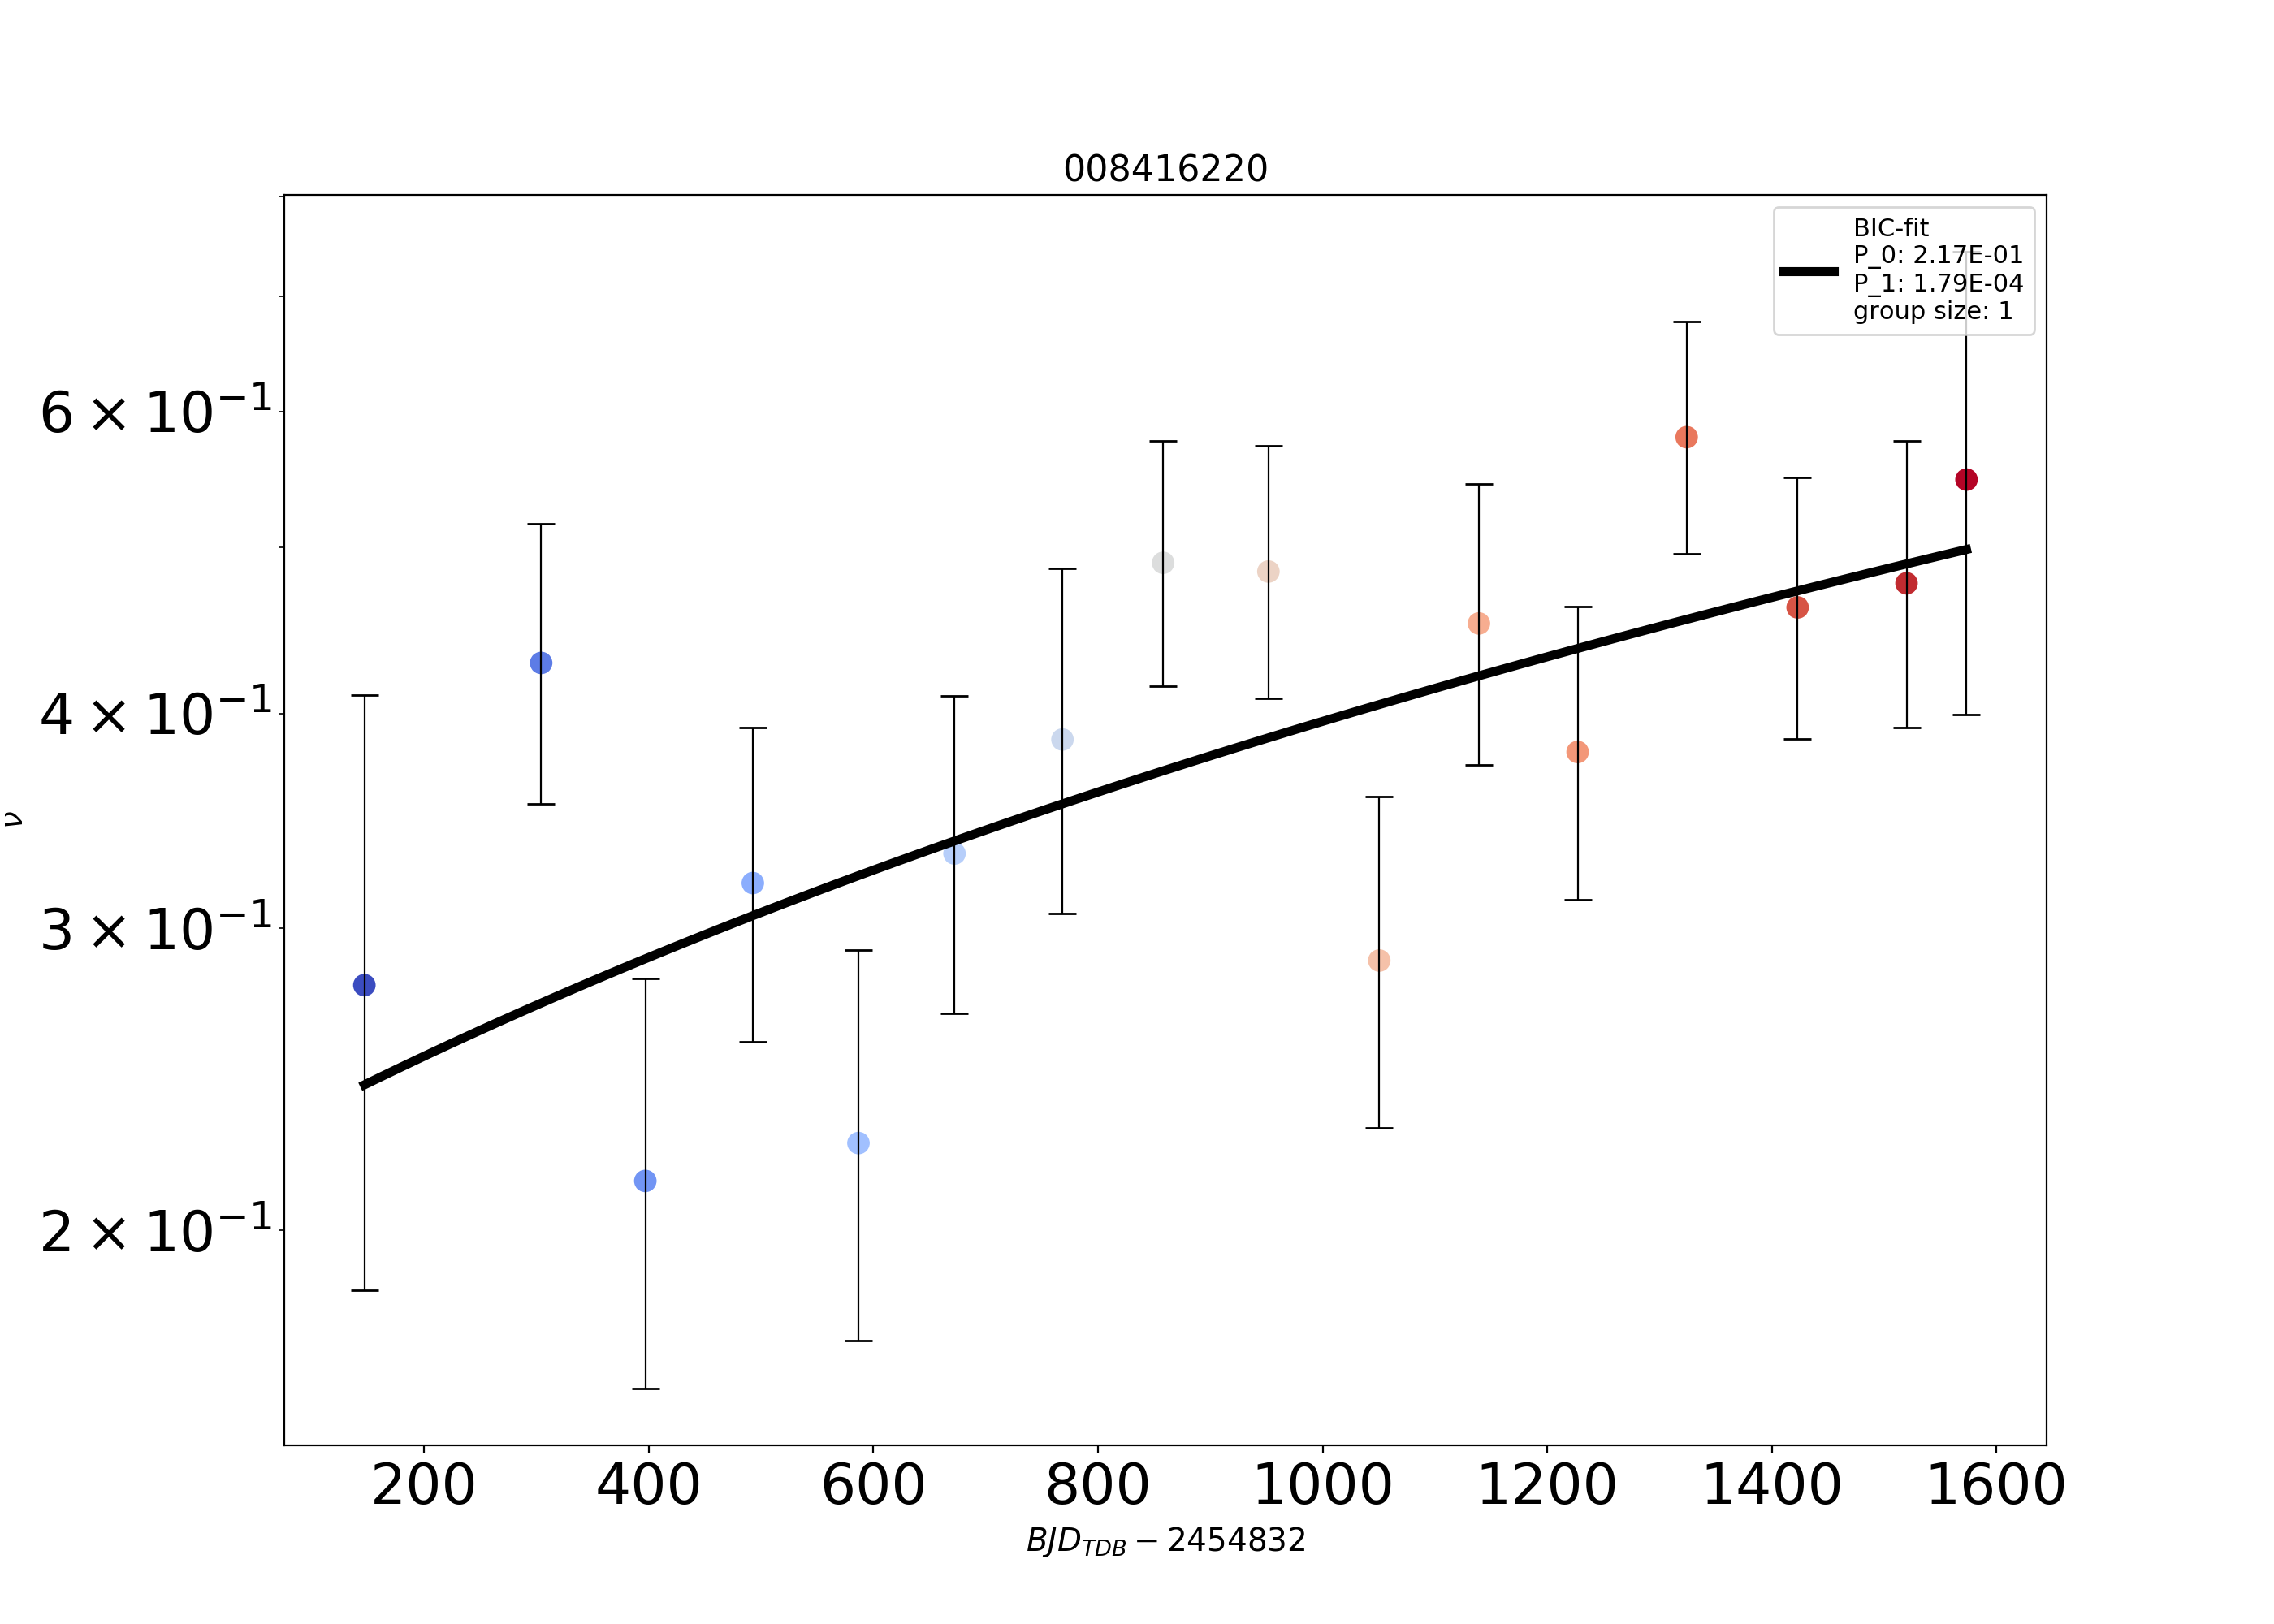 008416220
BIC-fit
P_0: 2.17E-01
P_1: 1.79E-04
group size: 1
6 × 10⁻¹
4 × 10⁻¹
3 × 10⁻¹
2 × 10⁻¹
ν
200 400 600 800 1000 1200 1400 1600
BJD_TDB − 2454832